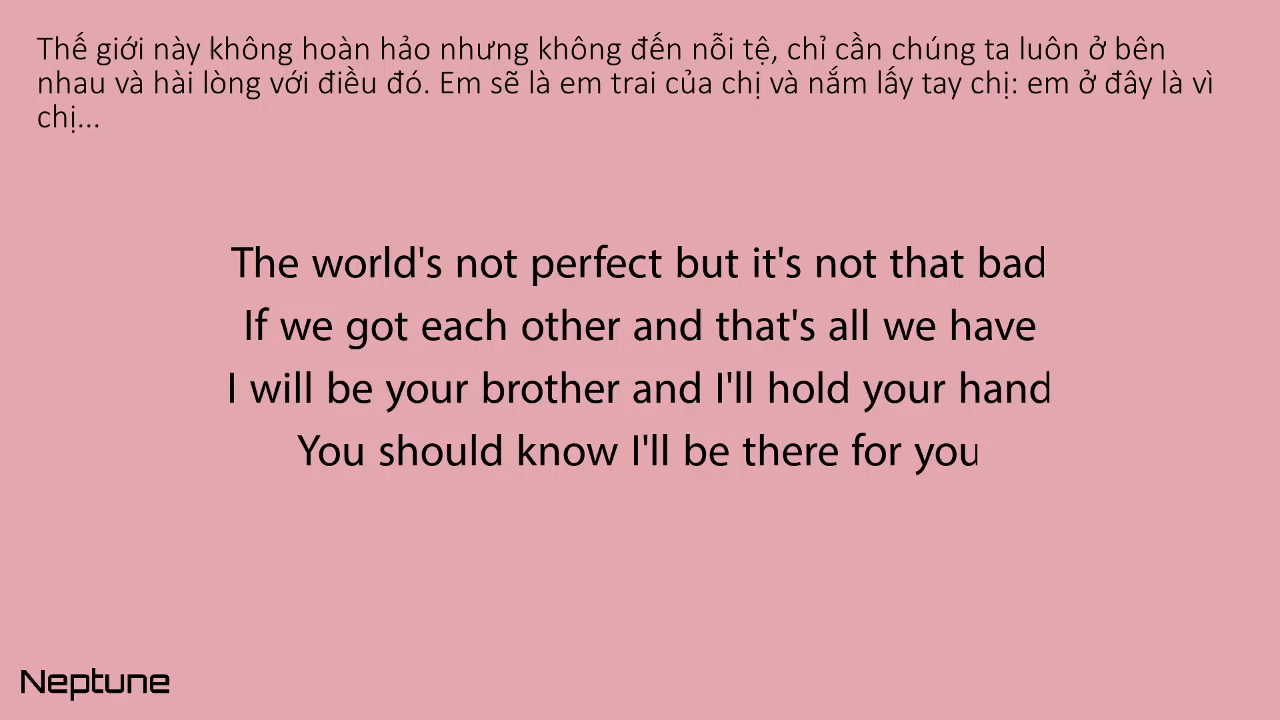 Thế giới này không hoàn hảo nhưng không đến nỗi tệ, chỉ cần chúng ta luôn ở bên
nhau và hài lòng với điều đó. Em sẽ là em trai của chị và nắm lấy tay chị: em ở đây là vì
chị...
The world's not perfect but it's not that bad
If we got each other and that's all we have
I will be your brother and I'll hold your hand
You should know I'll be there for you
Neptune